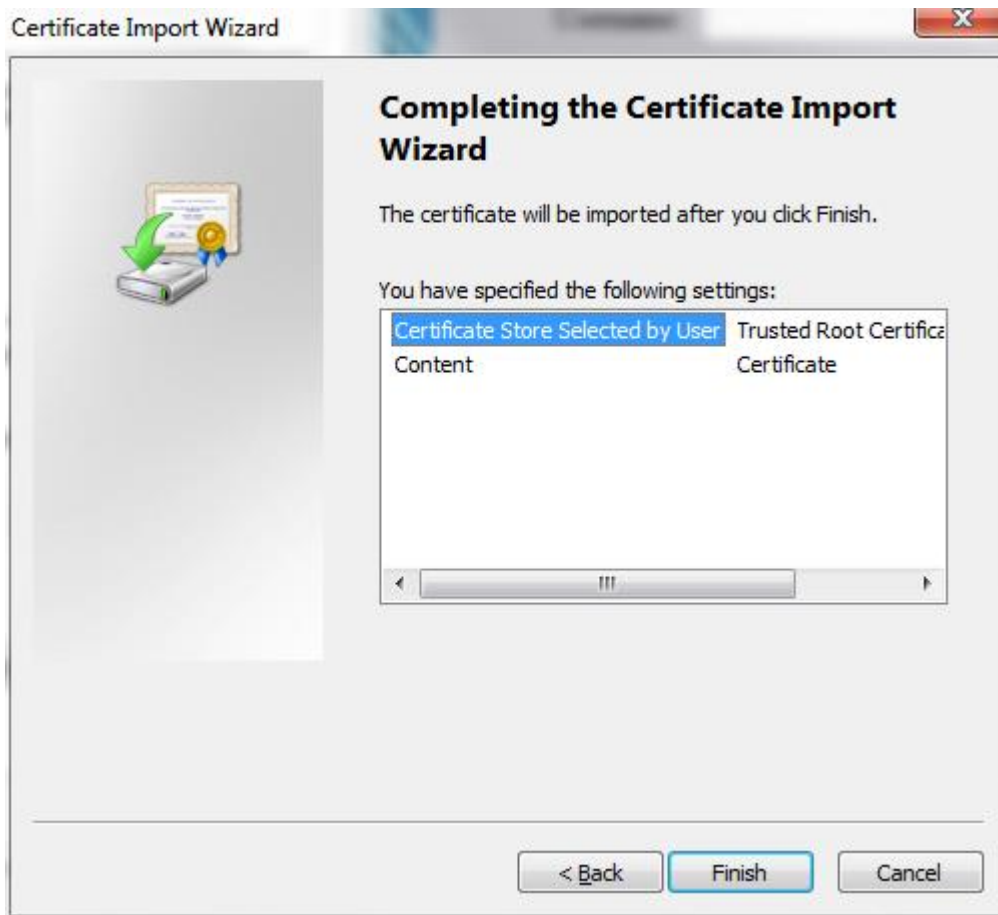 Certificate Import Wizard
Completing the Certificate Import
Wizard
The certificate will be imported after you click Finish.
You have specified the following settings:
Certificate Store Selected by User Trusted Root Certifica
Content Certificate
< Back Finish Cancel